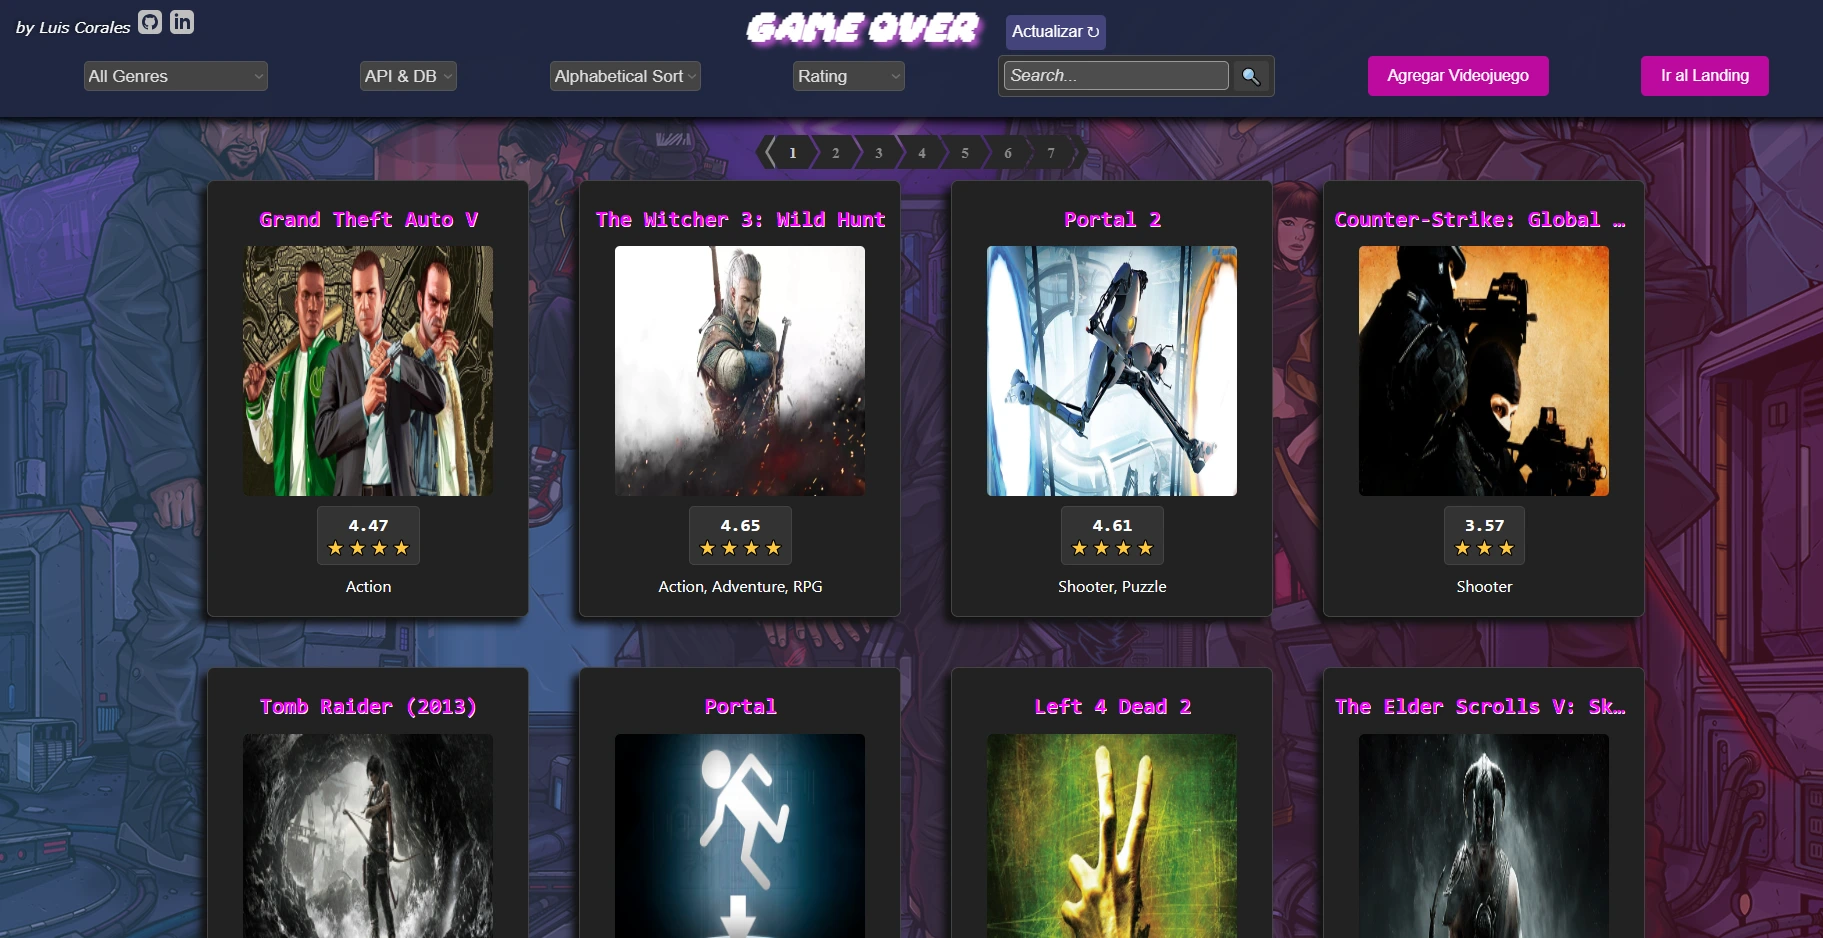 by Luis Corales
GAME OVER
Actualizar ↻
All Genres
API & DB
Alphabetical Sort
Rating
Search...
Agregar Videojuego
Ir al Landing
1 2 3 4 5 6 7
Grand Theft Auto V
The Witcher 3: Wild Hunt
Portal 2
Counter-Strike: Global …
4.47
4.65
4.61
3.57
Action
Action, Adventure, RPG
Shooter, Puzzle
Shooter
Tomb Raider (2013)
Portal
Left 4 Dead 2
The Elder Scrolls V: Sk…